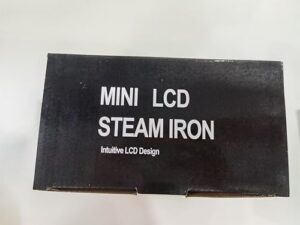 MINI LCD
STEAM IRON
Intuitive LCD Design